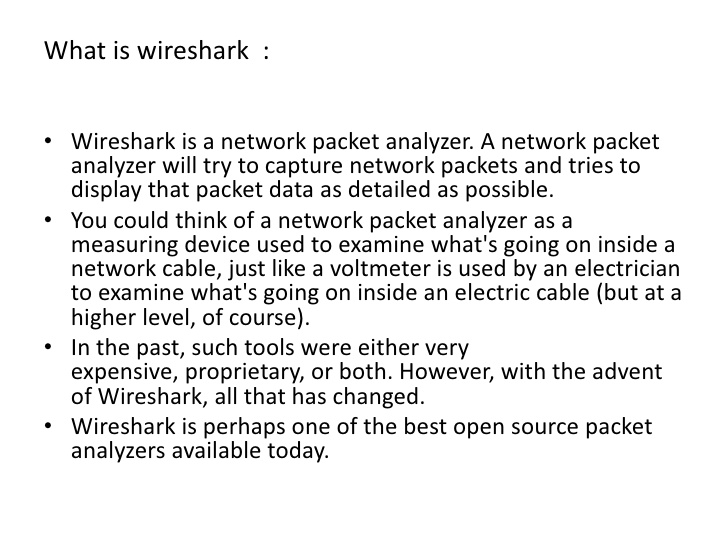 What is wireshark  :
• Wireshark is a network packet analyzer. A network packet
analyzer will try to capture network packets and tries to
display that packet data as detailed as possible.
• You could think of a network packet analyzer as a
measuring device used to examine what's going on inside a
network cable, just like a voltmeter is used by an electrician
to examine what's going on inside an electric cable (but at a
higher level, of course).
• In the past, such tools were either very
expensive, proprietary, or both. However, with the advent
of Wireshark, all that has changed.
• Wireshark is perhaps one of the best open source packet
analyzers available today.